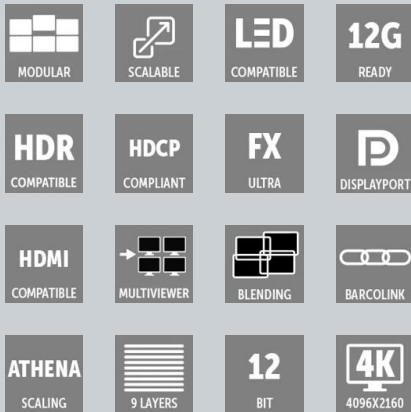 MODULAR
SCALABLE
LED
COMPATIBLE
12G
READY
HDR
COMPATIBLE
HDCP
COMPLIANT
FX
ULTRA
DISPLAYPORT
HDMI
COMPATIBLE
MULTIVIEWER
BLENDING
BARCOLINK
ATHENA
SCALING
9 LAYERS
12
BIT
4K
4096X2160